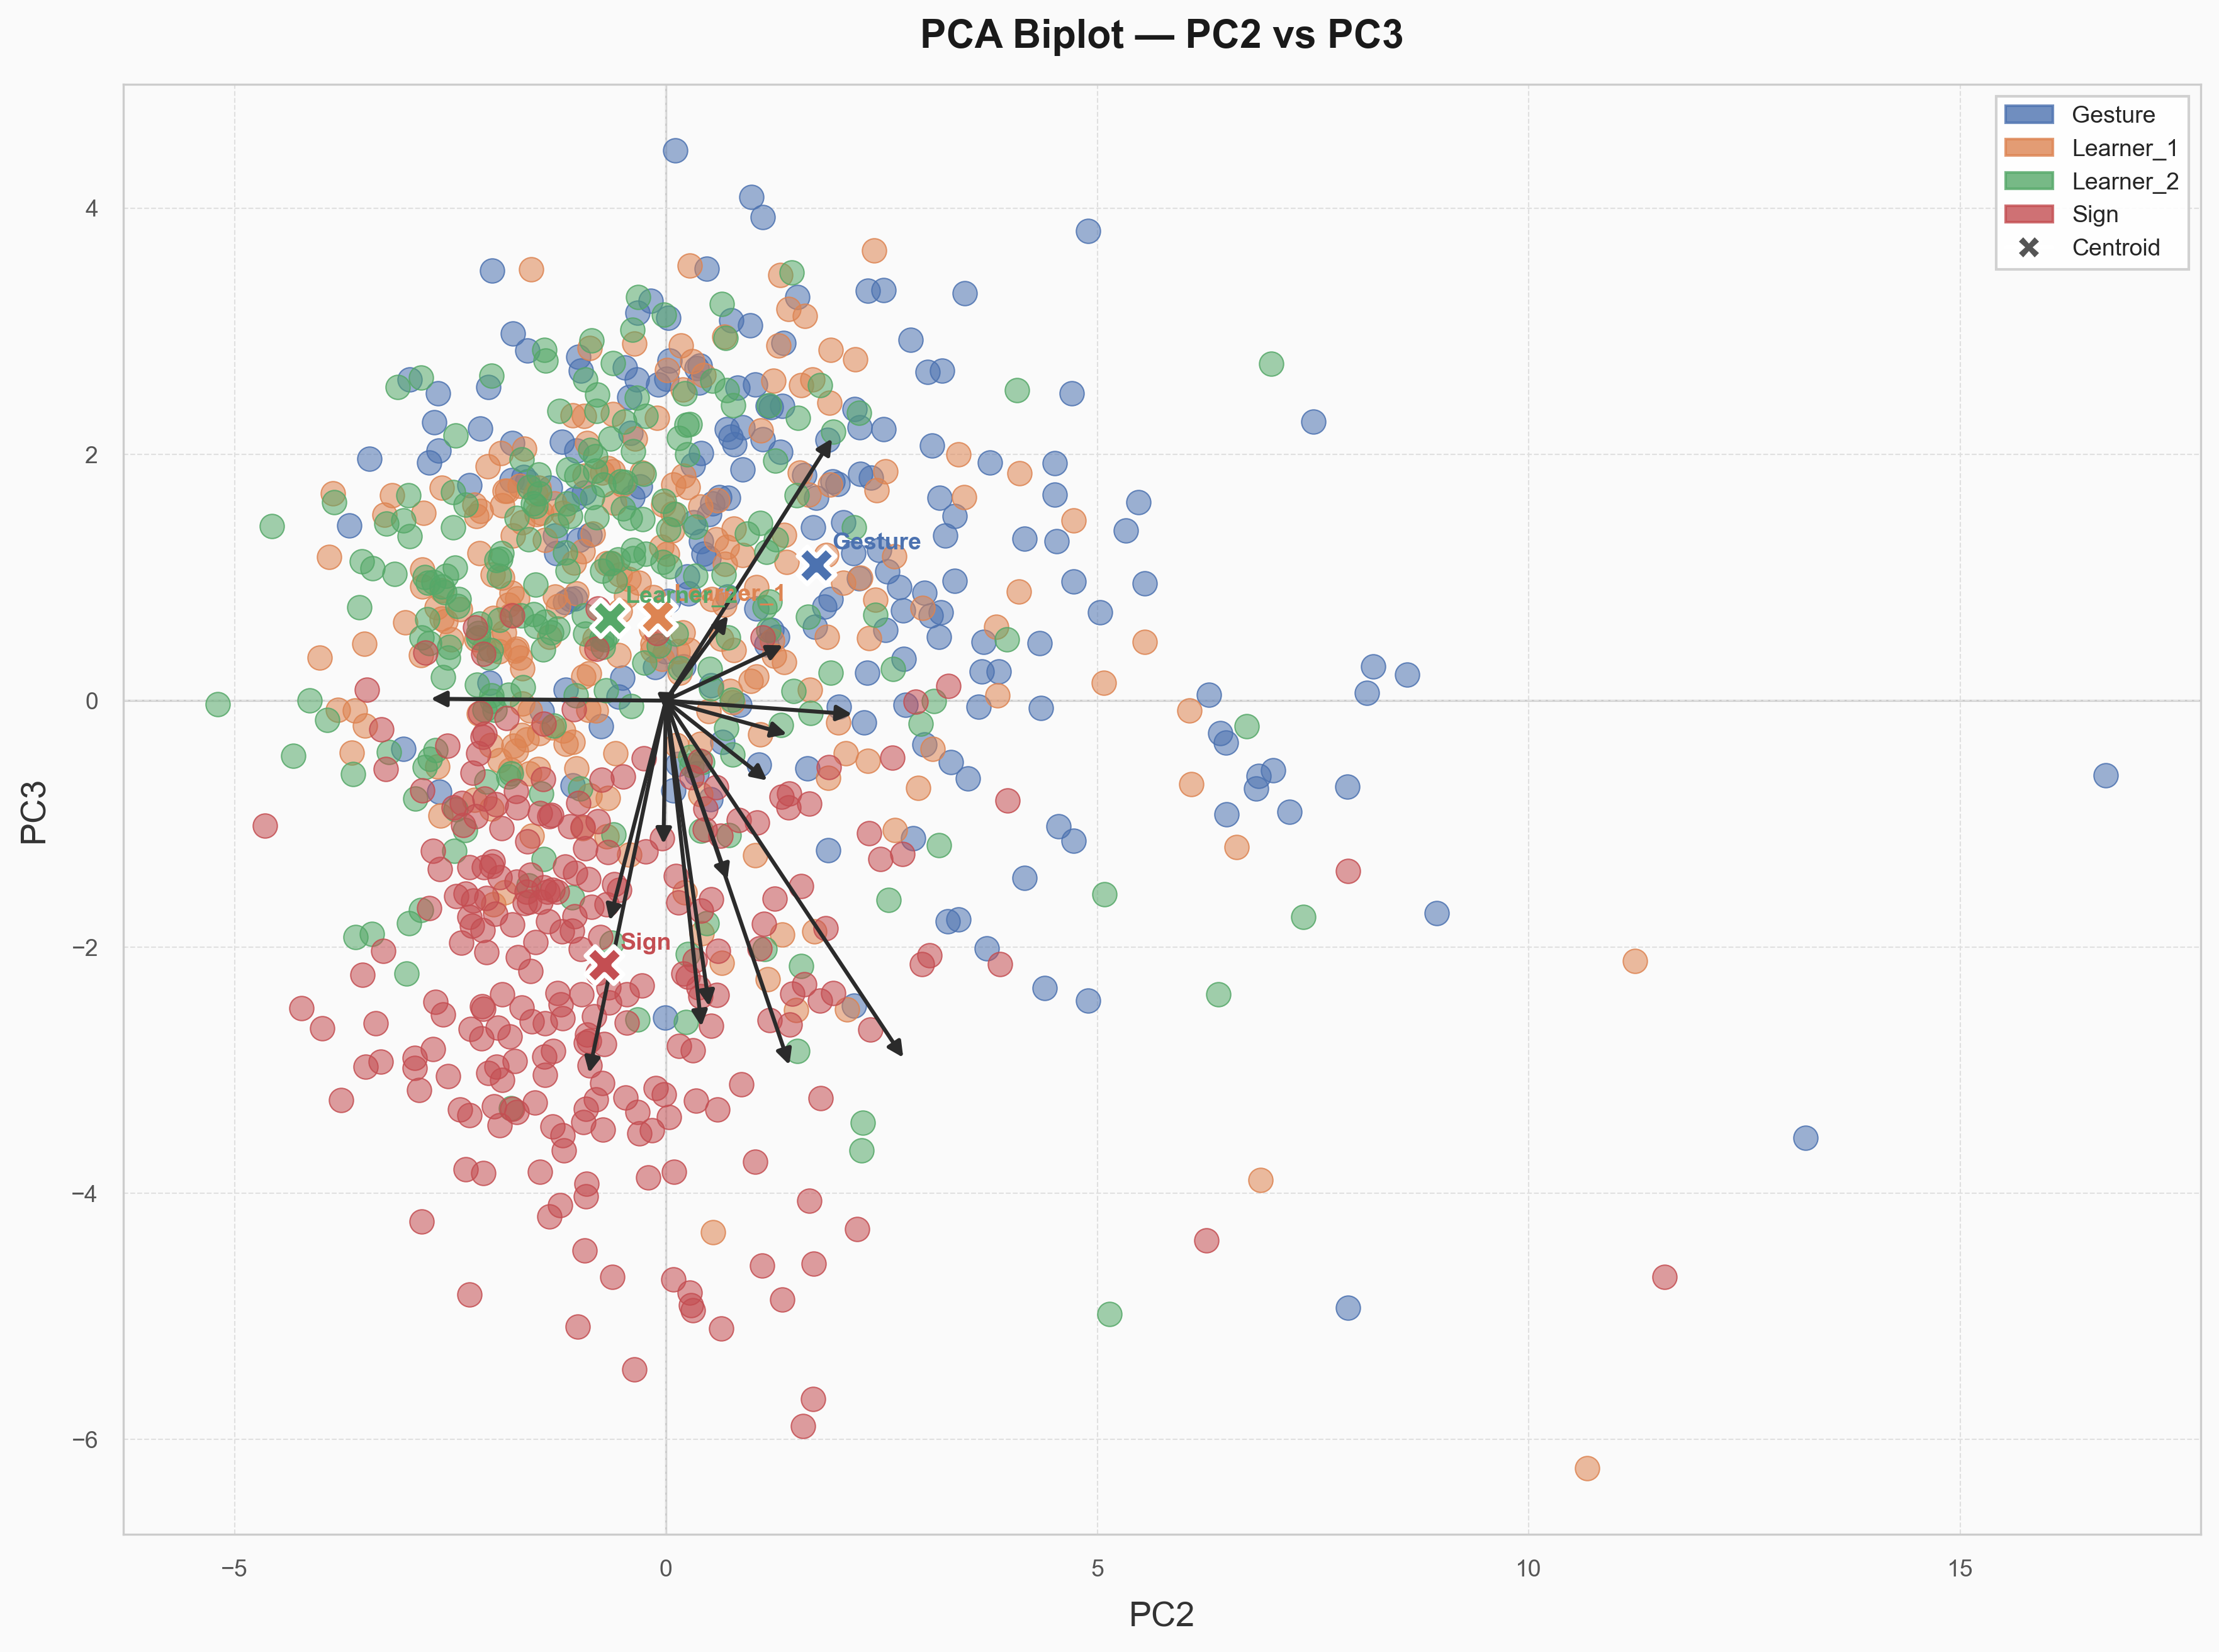 PCA Biplot — PC2 vs PC3
Gesture
Learner_1
Learner_2
Sign
Centroid
4
2
0
−2
−4
−6
PC3
Gesture
Learner_2
Sign
−5
0
5
10
15
PC2